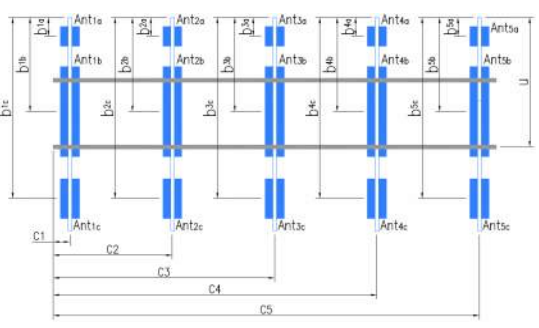 b1a Ant1a b2a Ant2a b3a Ant3a b4a Ant4a b5a Ant5a
b1b Ant1b b2b Ant2b b3b Ant3b b4b Ant4b b5b Ant5b
U
b1c b2c b3c b4c b5c
Ant1c Ant2c Ant3c Ant4c Ant5c
C1
C2
C3
C4
C5